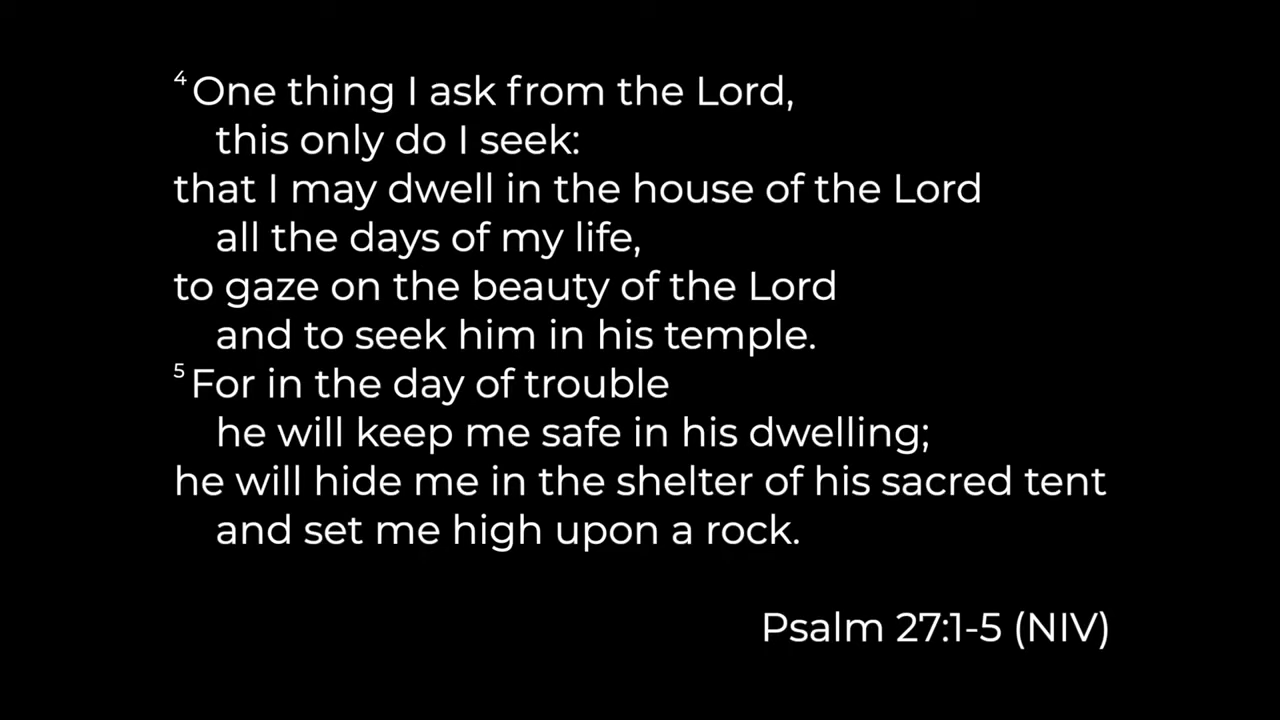 4 One thing I ask from the Lord,
this only do I seek:
that I may dwell in the house of the Lord
all the days of my life,
to gaze on the beauty of the Lord
and to seek him in his temple.
5 For in the day of trouble
he will keep me safe in his dwelling;
he will hide me in the shelter of his sacred tent
and set me high upon a rock.
Psalm 27:1-5 (NIV)